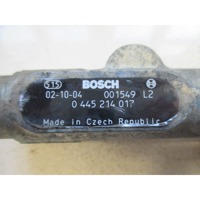 515 BOSCH
02-10-04 001549 L2
0 445 214 017
Made in Czech Republic